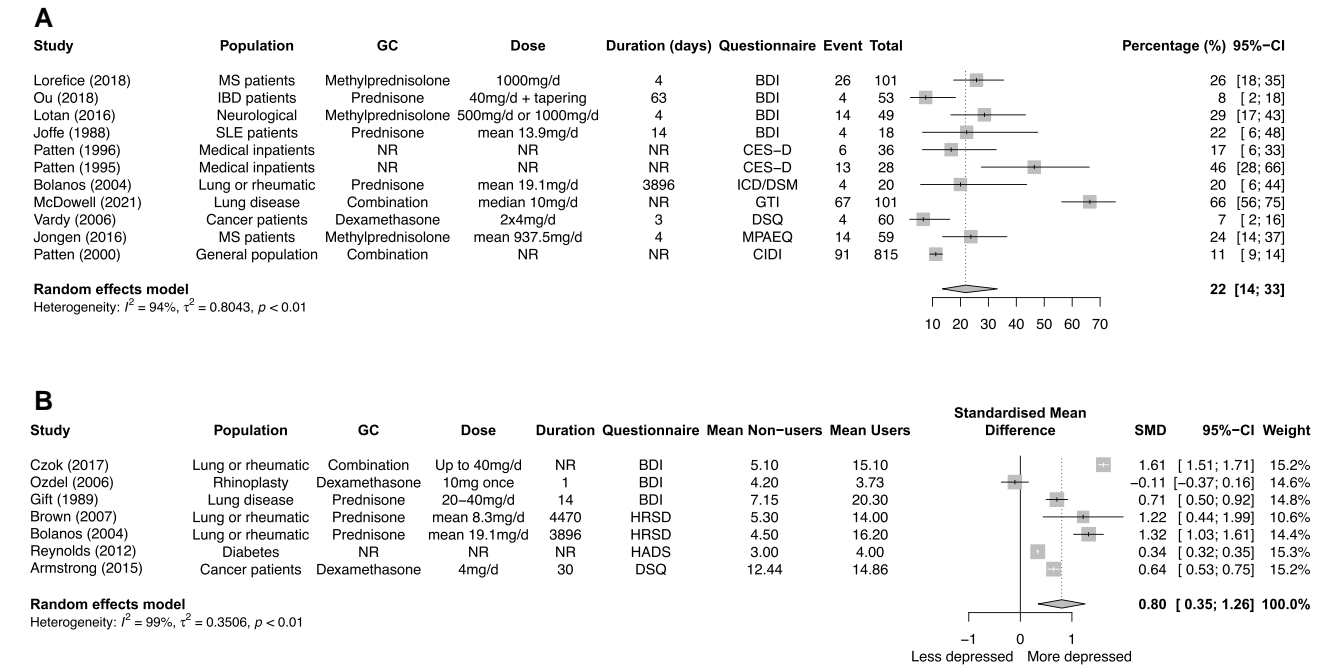 A
Study Population GC Dose Duration (days) Questionnaire Event Total Percentage (%) 95%−CI
Lorefice (2018) MS patients Methylprednisolone 1000mg/d 4 BDI 26 101 26 [18; 35]
Ou (2018) IBD patients Prednisone 40mg/d + tapering 63 BDI 4 53 8 [ 2; 18]
Lotan (2016) Neurological Methylprednisolone 500mg/d or 1000mg/d 4 BDI 14 49 29 [17; 43]
Joffe (1988) SLE patients Prednisone mean 13.9mg/d 14 BDI 4 18 22 [ 6; 48]
Patten (1996) Medical inpatients NR NR NR CES−D 6 36 17 [ 6; 33]
Patten (1995) Medical inpatients NR NR NR CES−D 13 28 46 [28; 66]
Bolanos (2004) Lung or rheumatic Prednisone mean 19.1mg/d 3896 ICD/DSM 4 20 20 [ 6; 44]
McDowell (2021) Lung disease Combination median 10mg/d NR GTI 67 101 66 [56; 75]
Vardy (2006) Cancer patients Dexamethasone 2x4mg/d 3 DSQ 4 60 7 [ 2; 16]
Jongen (2016) MS patients Methylprednisolone mean 937.5mg/d 4 MPAEQ 14 59 24 [14; 37]
Patten (2000) General population Combination NR NR CIDI 91 815 11 [ 9; 14]
Random effects model 22 [14; 33]
Heterogeneity: I² = 94%, τ² = 0.8043, p < 0.01
10 20 30 40 50 60 70
B
Standardised Mean
Study Population GC Dose Duration Questionnaire Mean Non−users Mean Users Difference SMD 95%−CI Weight
Czok (2017) Lung or rheumatic Combination Up to 40mg/d NR BDI 5.10 15.10 1.61 [ 1.51; 1.71] 15.2%
Ozdel (2006) Rhinoplasty Dexamethasone 10mg once 1 BDI 4.20 3.73 −0.11 [−0.37; 0.16] 14.6%
Gift (1989) Lung disease Prednisone 20−40mg/d 14 BDI 7.15 20.30 0.71 [ 0.50; 0.92] 14.8%
Brown (2007) Lung or rheumatic Prednisone mean 8.3mg/d 4470 HRSD 5.30 14.00 1.22 [ 0.44; 1.99] 10.6%
Bolanos (2004) Lung or rheumatic Prednisone mean 19.1mg/d 3896 HRSD 4.50 16.20 1.32 [ 1.03; 1.61] 14.4%
Reynolds (2012) Diabetes NR NR NR HADS 3.00 4.00 0.34 [ 0.32; 0.35] 15.3%
Armstrong (2015) Cancer patients Dexamethasone 4mg/d 30 DSQ 12.44 14.86 0.64 [ 0.53; 0.75] 15.2%
Random effects model 0.80 [ 0.35; 1.26] 100.0%
Heterogeneity: I² = 99%, τ² = 0.3506, p < 0.01
−1 0 1
Less depressed More depressed